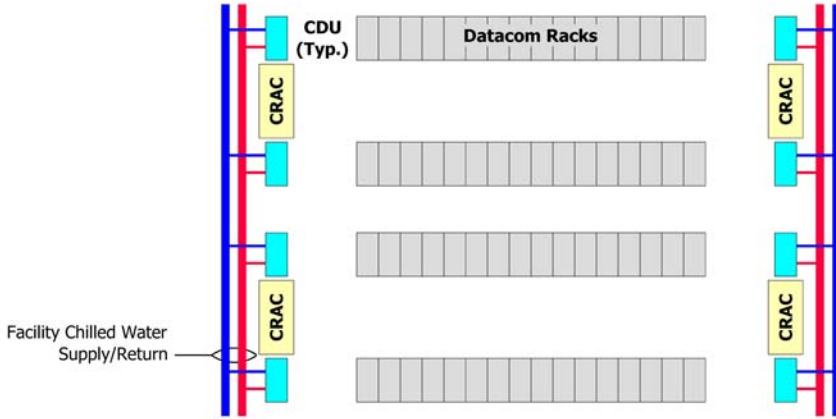 CDU
(Typ.)
Datacom Racks
CRAC
CRAC
CRAC
CRAC
Facility Chilled Water
Supply/Return